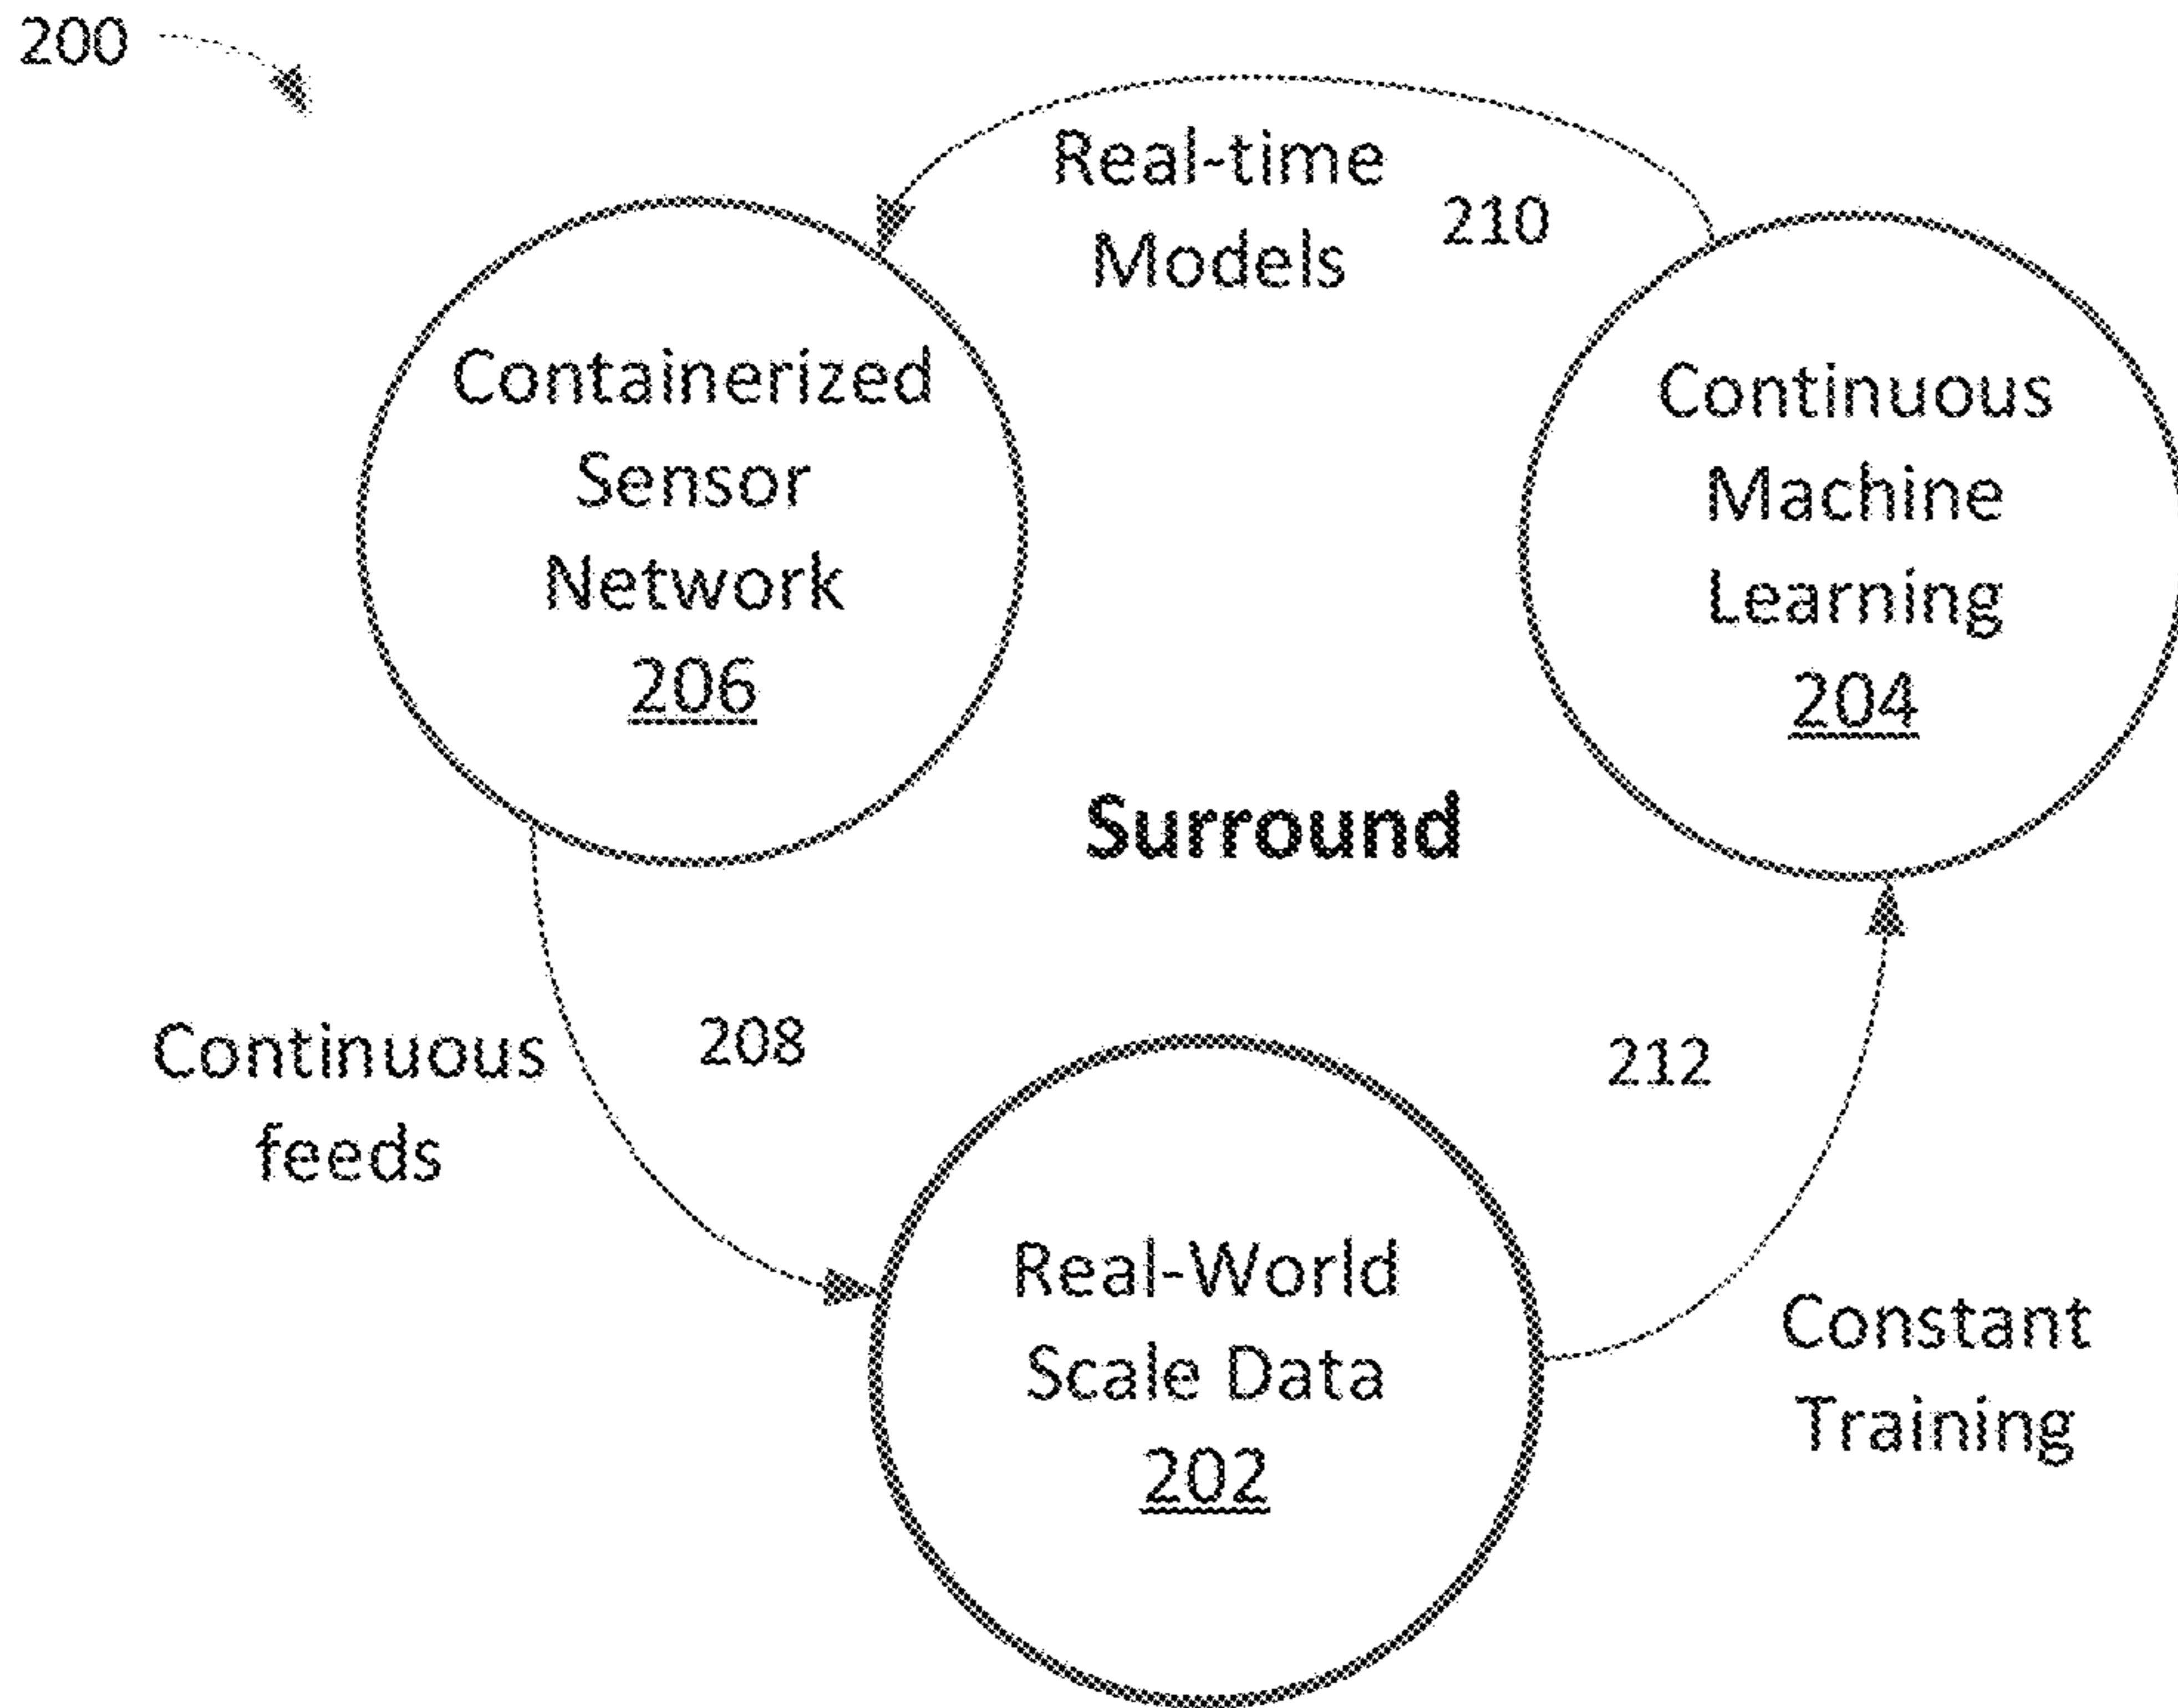 200
Real-time
Models
210
Containerized
Sensor
Network
206
Continuous
Machine
Learning
204
Surround
Continuous
feeds
208
212
Real-World
Scale Data
202
Constant
Training